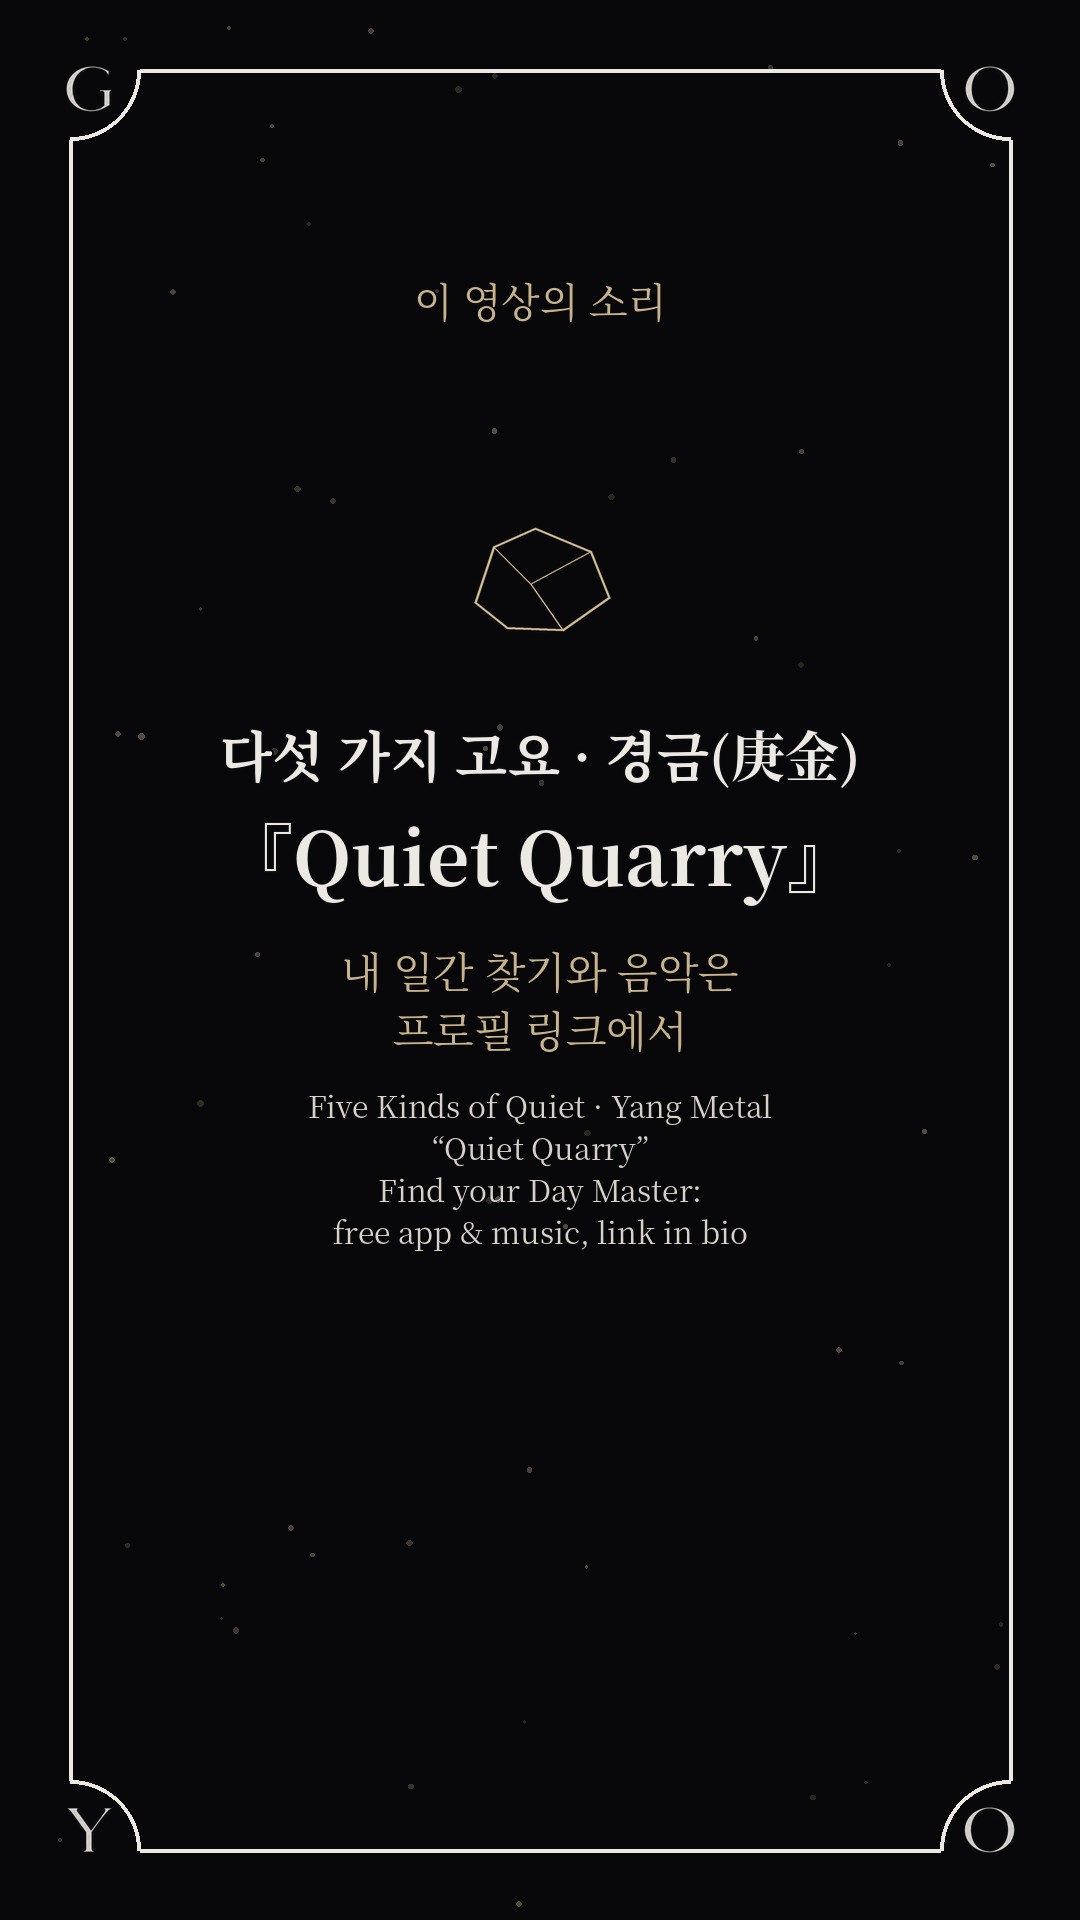 G O
이 영상의 소리
다섯 가지 고요 · 경금(庚金)
『Quiet Quarry』
내 일간 찾기와 음악은
프로필 링크에서
Five Kinds of Quiet · Yang Metal
“Quiet Quarry”
Find your Day Master:
free app & music, link in bio
Y O